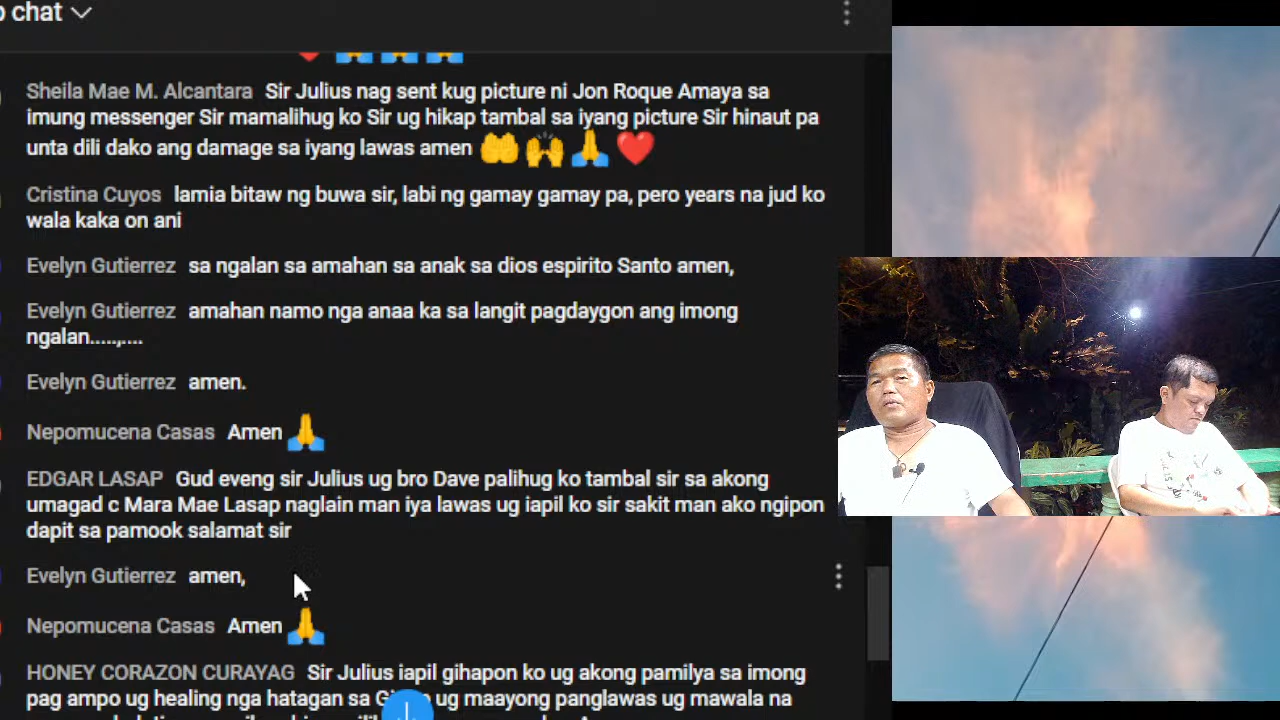 chat
Sheila Mae M. Alcantara Sir Julius nag sent kug picture ni Jon Roque Amaya sa
imung messenger Sir mamalihug ko Sir ug hikap tambal sa iyang picture Sir hinaut pa
unta dili dako ang damage sa iyang lawas amen 🤲 🙌 🙏 ❤️
Cristina Cuyos lamia bitaw ng buwa sir, labi ng gamay gamay pa, pero years na jud ko
wala kaka on ani
Evelyn Gutierrez sa ngalan sa amahan sa anak sa dios espirito Santo amen,
Evelyn Gutierrez amahan namo nga anaa ka sa langit pagdaygon ang imong
ngalan.....,....
Evelyn Gutierrez amen.
Nepomucena Casas Amen 🙏
EDGAR LASAP Gud eveng sir Julius ug bro Dave palihug ko tambal sir sa akong
umagad c Mara Mae Lasap naglain man iya lawas ug iapil ko sir sakit man ako ngipon
dapit sa pamook salamat sir
Evelyn Gutierrez amen,
Nepomucena Casas Amen 🙏
HONEY CORAZON CURAYAG Sir Julius iapil gihapon ko ug akong pamilya sa imong
pag ampo ug healing nga hatagan sa ug maayong panglawas ug mawala na